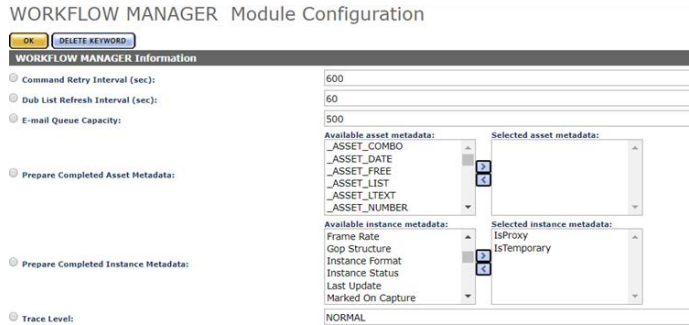 WORKFLOW MANAGER Module Configuration
OK DELETE KEYWORD
WORKFLOW MANAGER Information
Command Retry Interval (sec): 600
Dub List Refresh Interval (sec): 60
E-mail Queue Capacity: 500
Available asset metadata: Selected asset metadata:
_ASSET_COMBO
_ASSET_DATE
_ASSET_FREE
_ASSET_LIST
_ASSET_LTEXT
_ASSET_NUMBER
Prepare Completed Asset Metadata:
Available instance metadata: Selected instance metadata:
Frame Rate IsProxy
Gop Structure IsTemporary
Instance Format
Instance Status
Last Update
Marked On Capture
Prepare Completed Instance Metadata:
Trace Level: NORMAL